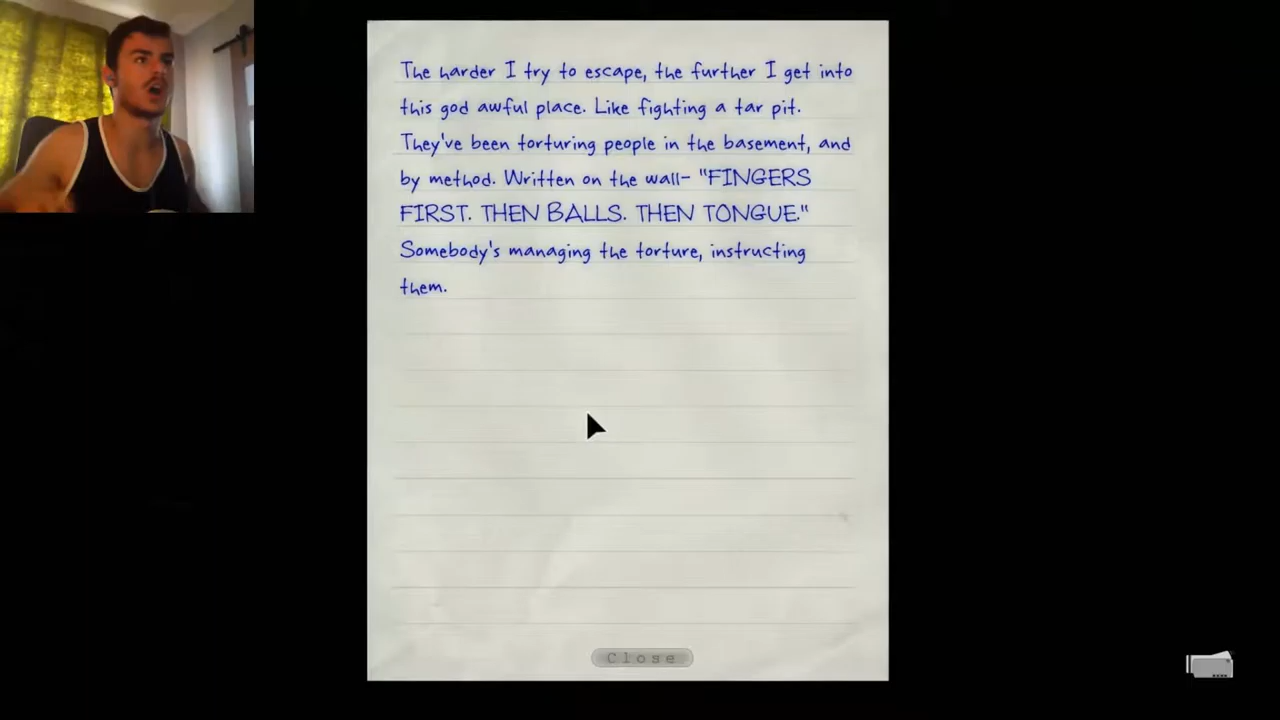 The harder I try to escape, the further I get into
this god awful place. Like fighting a tar pit.
They've been torturing people in the basement, and
by method. Written on the wall- "FINGERS
FIRST. THEN BALLS. THEN TONGUE."
Somebody's managing the torture, instructing
them.
Close